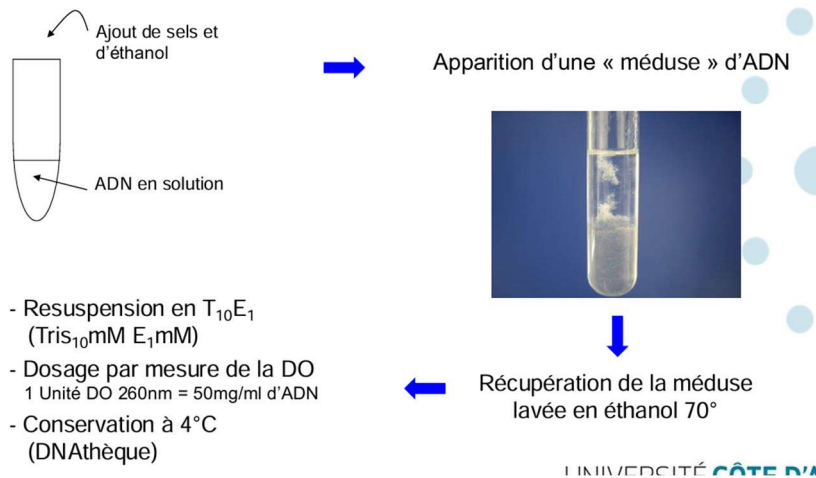 Ajout de sels et
d'éthanol
Apparition d'une « méduse » d'ADN
ADN en solution
- Resuspension en T₁₀E₁
(Tris₁₀mM E₁mM)
- Dosage par mesure de la DO
1 Unité DO 260nm = 50mg/ml d'ADN
- Conservation à 4°C
(DNAthèque)
Récupération de la méduse
lavée en éthanol 70°
UNIVERSITÉ CÔTE D'A